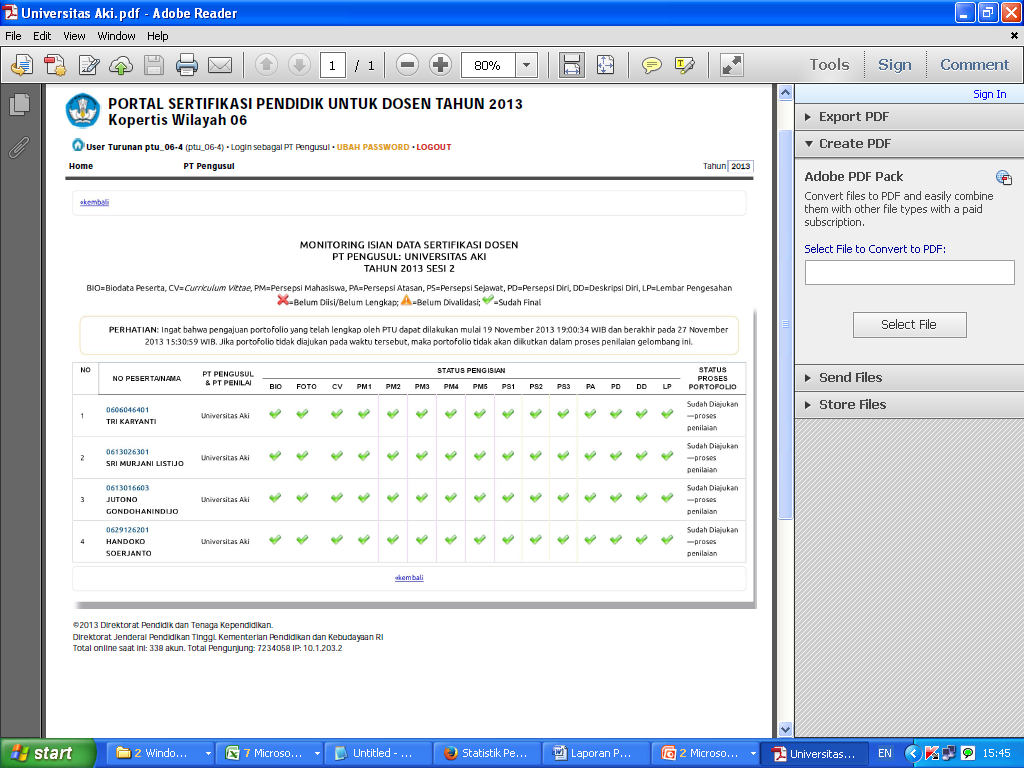 Universitas Aki.pdf - Adobe Reader
File Edit View Window Help
1 / 1 80% Tools Sign Comment
Sign In
Export PDF
Create PDF
Adobe PDF Pack
Convert files to PDF and easily combine
them with other file types with a paid
subscription.
Select File to Convert to PDF:
Select File
Send Files
Store Files
PORTAL SERTIFIKASI PENDIDIK UNTUK DOSEN TAHUN 2013
Kopertis Wilayah 06
User Turunan ptu_06-4 (ptu_06-4) • Login sebagai PT Pengusul • UBAH PASSWORD • LOGOUT
Home PT Pengusul Tahun 2013
«kembali
MONITORING ISIAN DATA SERTIFIKASI DOSEN
PT PENGUSUL: UNIVERSITAS AKI
TAHUN 2013 SESI 2
BIO=Biodata Peserta, CV=Curriculum Vittae, PM=Persepsi Mahasiswa, PA=Persepsi Atasan, PS=Persepsi Sejawat, PD=Persepsi Diri, DD=Deskripsi Diri, LP=Lembar Pengesahan
=Belum Diisi/Belum Lengkap; =Belum Divalidasi; =Sudah Final
PERHATIAN: Ingat bahwa pengajuan portofolio yang telah lengkap oleh PTU dapat dilakukan mulai 19 November 2013 19:00:34 WIB dan berakhir pada 27 November
2013 15:30:59 WIB. Jika portofolio tidak diajukan pada waktu tersebut, maka portofolio tidak akan diikutkan dalam proses penilaian gelombang ini.
NO NO PESERTA/NAMA PT PENGUSUL & PT PENILAI STATUS PENGISIAN STATUS PROSES PORTOFOLIO
BIO FOTO CV PM1 PM2 PM3 PM4 PM5 PS1 PS2 PS3 PA PD DD LP
1 0606046401 TRI KARYANTI Universitas Aki Sudah Diajukan —proses penilaian
2 0613026301 SRI MURJANI LISTIJO Universitas Aki Sudah Diajukan —proses penilaian
3 0613016603 JUTONO GONDOHANINDIJO Universitas Aki Sudah Diajukan —proses penilaian
4 0629126201 HANDOKO SOERJANTO Universitas Aki Sudah Diajukan —proses penilaian
«kembali
©2013 Direktorat Pendidik dan Tenaga Kependidikan.
Direktorat Jenderal Pendidikan Tinggi. Kementerian Pendidikan dan Kebudayaan RI
Total online saat ini: 338 akun. Total Pengunjung: 7234058 IP: 10.1.203.2
start 2 Windo... 7 Microso... Untitled - ... Statistik Pe... Laporan P... 2 Microso... Universitas... EN 15:45